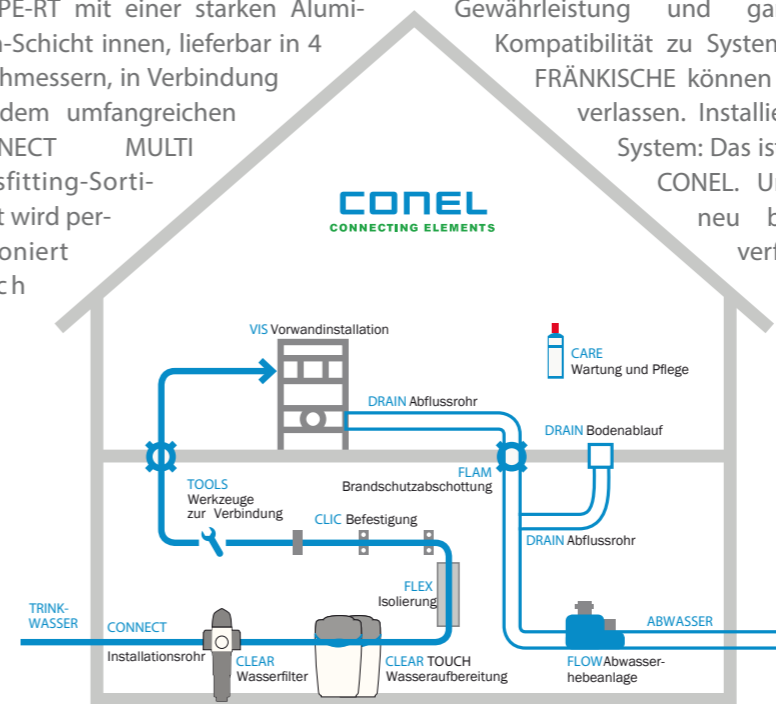 PE-RT mit einer starken Alumi-
-Schicht innen, lieferbar in 4
hmessern, in Verbindung
dem umfangreichen
NECT MULTI
sfitting-Sorti-
t wird per-
oniert
ch
Gewährleistung und ga
Kompatibilität zu System
FRÄNKISCHE können
verlassen. Installie
System: Das ist
CONEL. U
neu b
verf
CONEL
CONNECTING ELEMENTS
VIS Vorwandinstallation
CARE
Wartung und Pflege
DRAIN Abflussrohr
DRAIN Bodenablauf
FLAM
Brandschutzabschottung
TOOLS
Werkzeuge
zur Verbindung
CLIC Befestigung
DRAIN Abflussrohr
FLEX
Isolierung
TRINK-
WASSER
CONNECT
Installationsrohr
CLEAR
Wasserfilter
CLEAR TOUCH
Wasseraufbereitung
ABWASSER
FLOW Abwasser-
hebeanlage